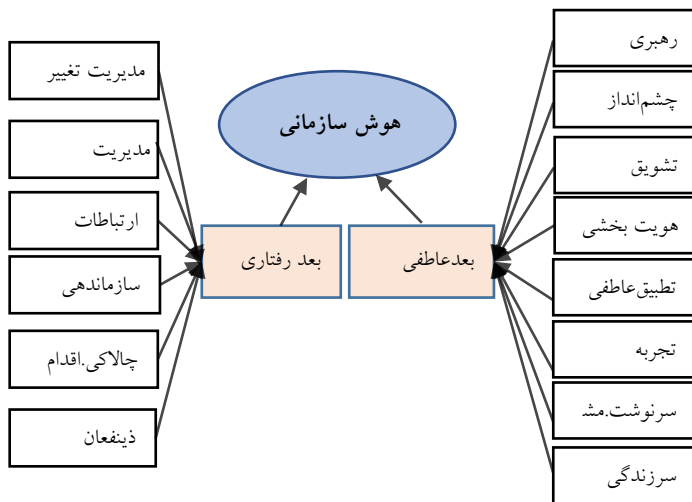 رهبری
چشم‌انداز
تشویق
هویت بخشی
تطبیق‌عاطفی
تجربه
سرنوشت.مشـ
سرزندگی
هوش سازمانی
بعدعاطفی
بعد رفتاری
مدیریت تغییر
مدیریت
ارتباطات
سازماندهی
چالاکی.اقدام
ذینفعان